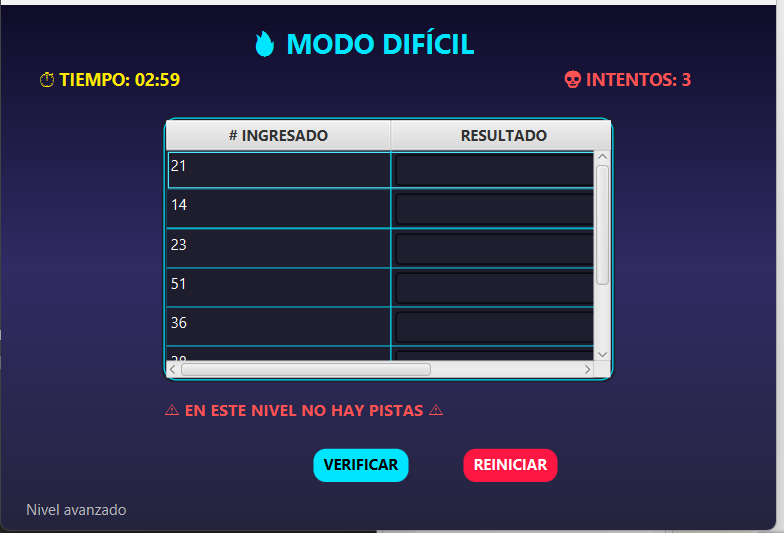 MODO DIFÍCIL
⏱ TIEMPO: 02:59
💀 INTENTOS: 3
# INGRESADO RESULTADO
21
14
23
51
36
38
⚠ EN ESTE NIVEL NO HAY PISTAS ⚠
VERIFICAR REINICIAR
Nivel avanzado